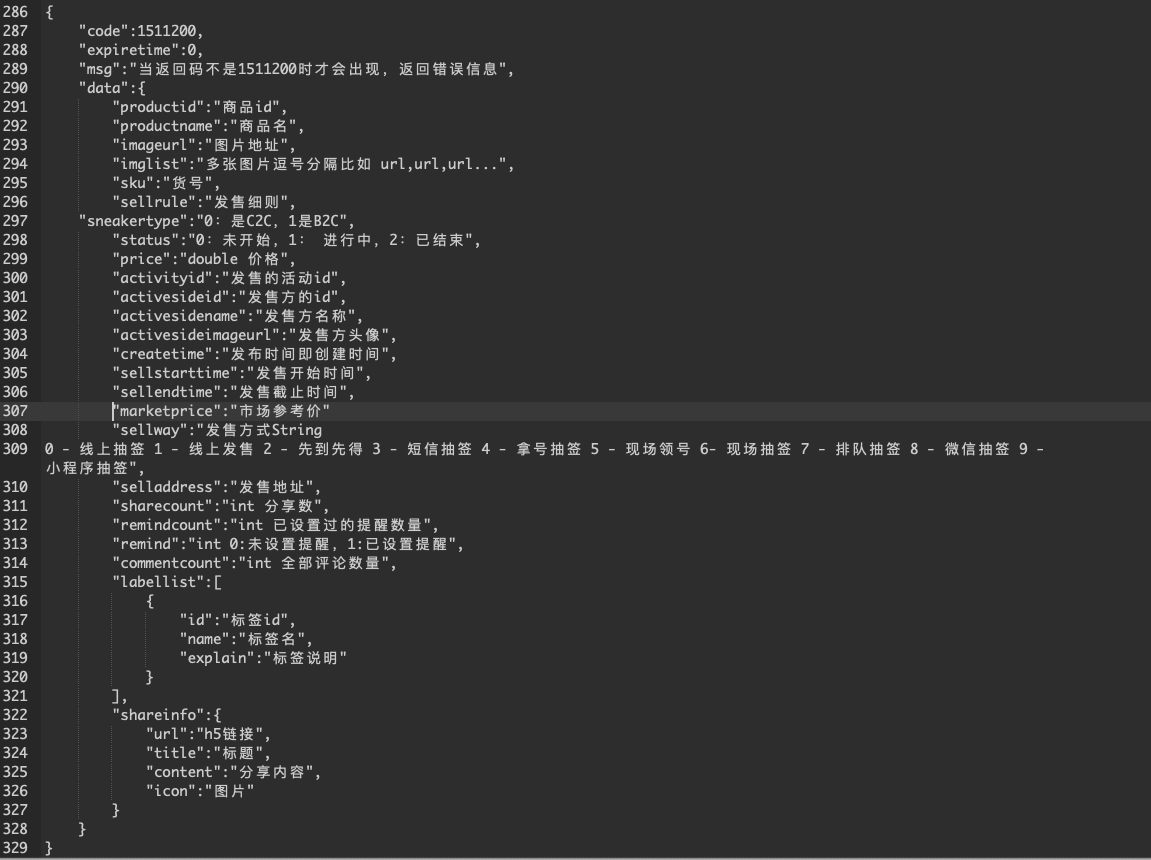 286 {
287     "code":1511200,
288     "expiretime":0,
289     "msg":"当返回码不是1511200时才会出现, 返回错误信息",
290     "data":{
291         "productid":"商品id",
292         "productname":"商品名",
293         "imageurl":"图片地址",
294         "imglist":"多张图片逗号分隔比如 url,url,url...",
295         "sku":"货号",
296         "sellrule":"发售细则",
297     "sneakertype":"0：是C2C, 1是B2C",
298         "status":"0：未开始, 1： 进行中, 2：已结束",
299         "price":"double 价格",
300         "activityid":"发售的活动id",
301         "activesideid":"发售方的id",
302         "activesidename":"发售方名称",
303         "activesideimageurl":"发售方头像",
304         "createtime":"发布时间即创建时间",
305         "sellstarttime":"发售开始时间",
306         "sellendtime":"发售截止时间",
307         "marketprice":"市场参考价"
308         "sellway":"发售方式String
309 0 - 线上抽签 1 - 线上发售 2 - 先到先得 3 - 短信抽签 4 - 拿号抽签 5 - 现场领号 6- 现场抽签 7 - 排队抽签 8 - 微信抽签 9 -
小程序抽签",
310         "selladdress":"发售地址",
311         "sharecount":"int 分享数",
312         "remindcount":"int 已设置过的提醒数量",
313         "remind":"int 0:未设置提醒, 1:已设置提醒",
314         "commentcount":"int 全部评论数量",
315         "labellist":[
316             {
317                 "id":"标签id",
318                 "name":"标签名",
319                 "explain":"标签说明"
320             }
321         ],
322         "shareinfo":{
323             "url":"h5链接",
324             "title":"标题",
325             "content":"分享内容",
326             "icon":"图片"
327         }
328     }
329 }